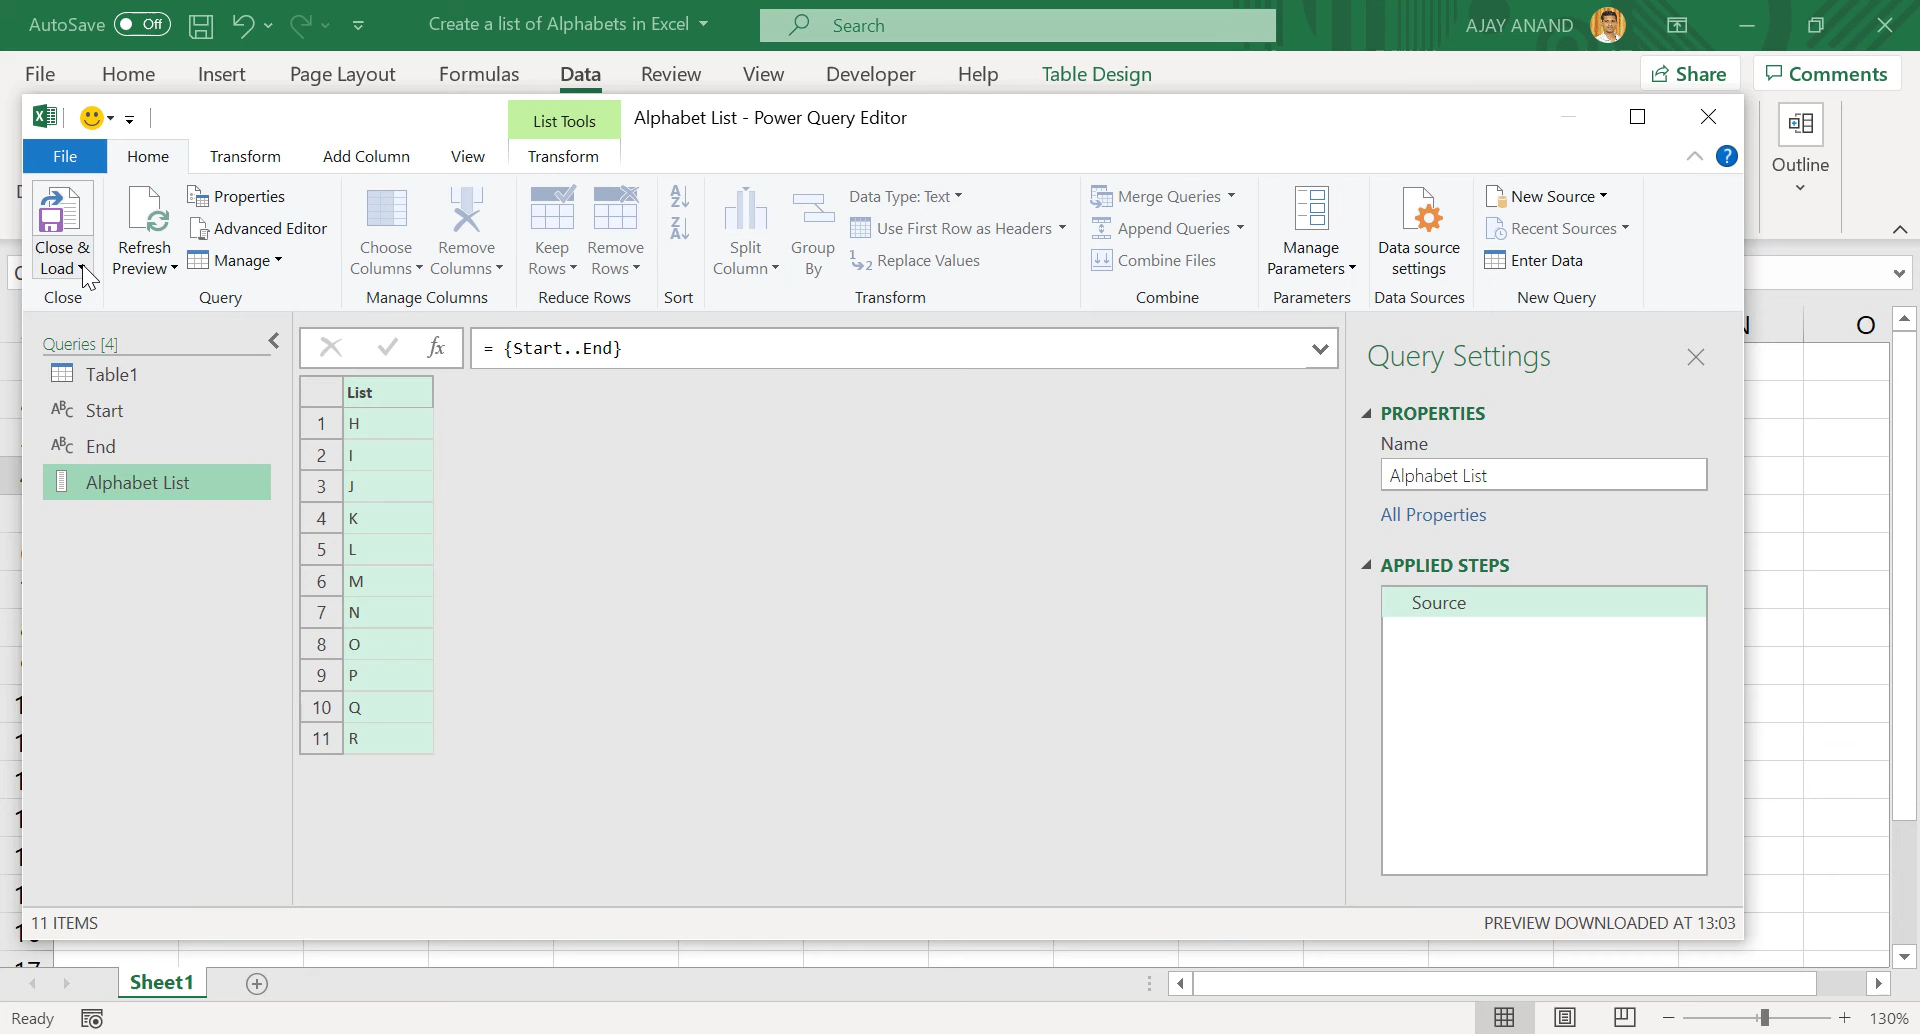 AutoSave Off Create a list of Alphabets in Excel Search AJAY ANAND
File Home Insert Page Layout Formulas Data Review View Developer Help Table Design Share Comments
List Tools Alphabet List - Power Query Editor
File Home Transform Add Column View Transform
Close & Load
Close
Refresh Preview
Properties
Advanced Editor
Manage
Query
Choose Columns
Remove Columns
Manage Columns
Keep Rows
Remove Rows
Reduce Rows
Sort
Split Column
Group By
Data Type: Text
Use First Row as Headers
Replace Values
Transform
Merge Queries
Append Queries
Combine Files
Combine
Manage Parameters
Parameters
Data source settings
Data Sources
New Source
Recent Sources
Enter Data
New Query
Outline
Queries [4]
Table1
Start
End
Alphabet List
fx = {Start..End}
List
1 H
2 I
3 J
4 K
5 L
6 M
7 N
8 O
9 P
10 Q
11 R
Query Settings
PROPERTIES
Name
Alphabet List
All Properties
APPLIED STEPS
Source
O
11 ITEMS PREVIEW DOWNLOADED AT 13:03
Sheet1
Ready 130%